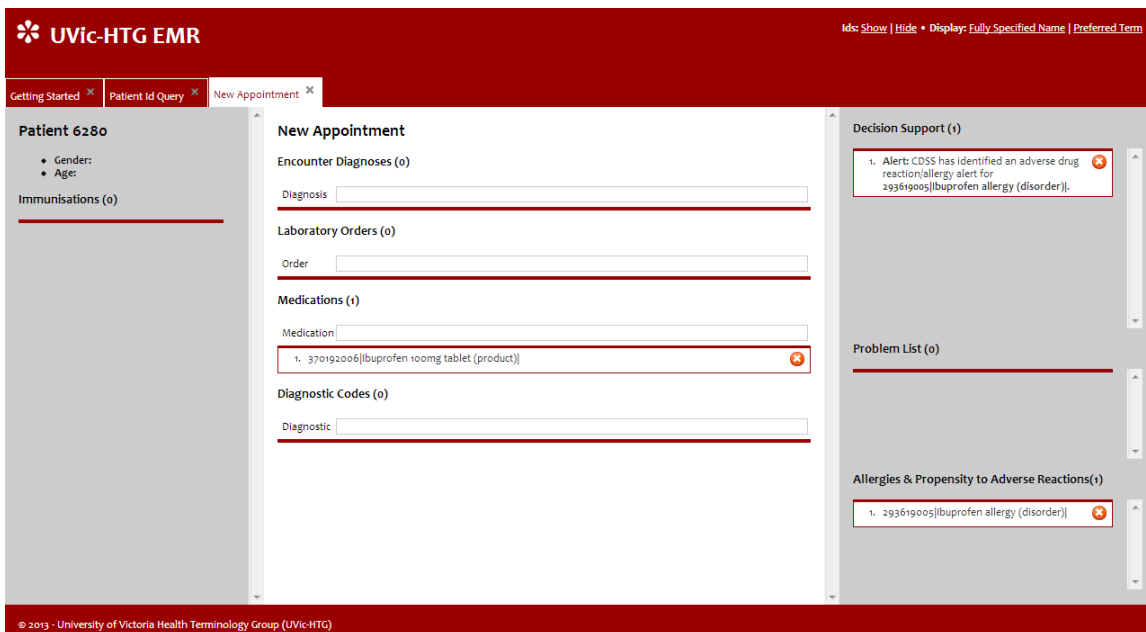 UVic-HTG EMR
Ids: Show | Hide • Display: Fully Specified Name | Preferred Term
Getting Started
Patient Id Query
New Appointment
Patient 6280
• Gender:
• Age:
Immunisations (0)
New Appointment
Encounter Diagnoses (0)
Diagnosis
Laboratory Orders (0)
Order
Medications (1)
Medication
1. 370192006|Ibuprofen 100mg tablet (product)|
Diagnostic Codes (0)
Diagnostic
Decision Support (1)
1. Alert: CDSS has identified an adverse drug
reaction/allergy alert for
293619005|Ibuprofen allergy (disorder)|.
Problem List (0)
Allergies & Propensity to Adverse Reactions(1)
1. 293619005|Ibuprofen allergy (disorder)|
© 2013 - University of Victoria Health Terminology Group (UVic-HTG)